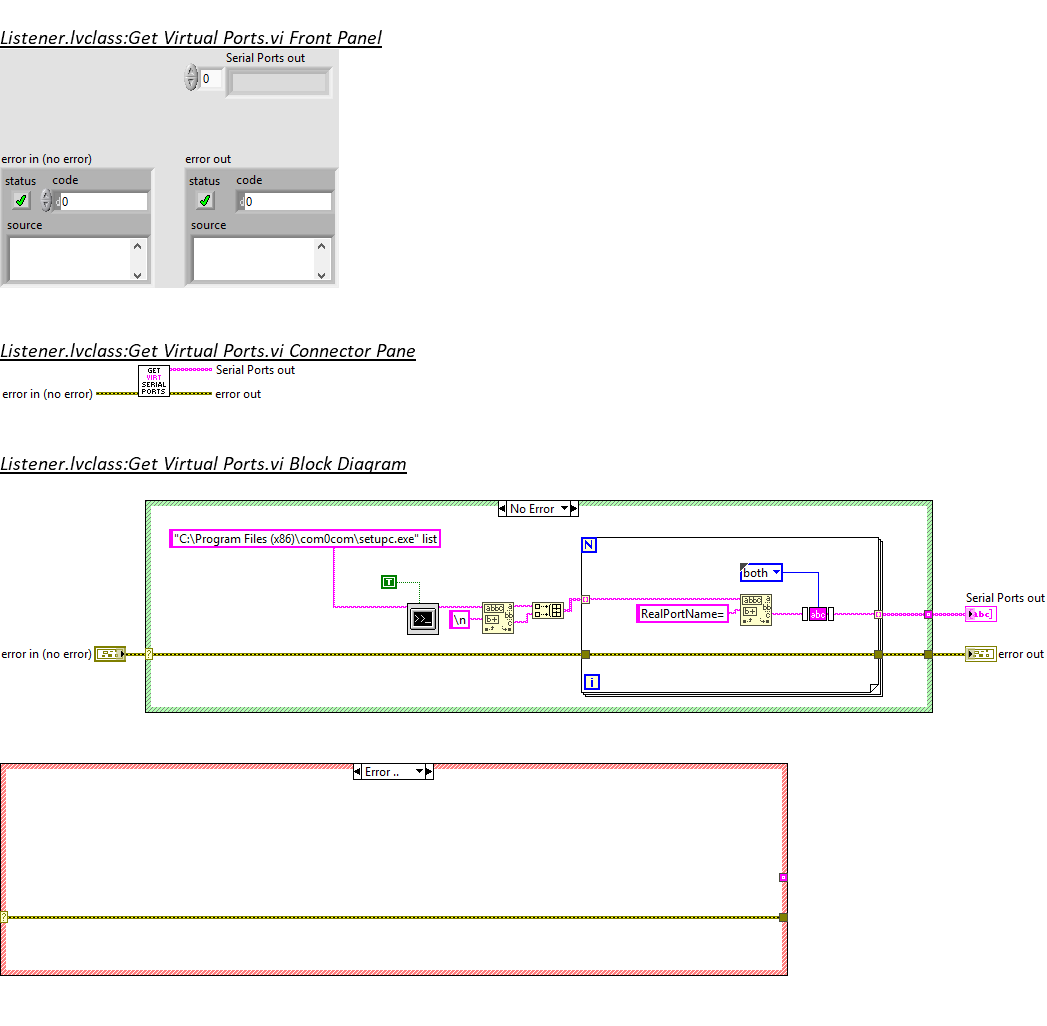 Listener.lvclass:Get Virtual Ports.vi Front Panel
Serial Ports out
0
error in (no error)
error out
status code
status code
0
0
source
source
Listener.lvclass:Get Virtual Ports.vi Connector Pane
GET
VIRT
SERIAL
PORTS
Serial Ports out
error in (no error)
error out
Listener.lvclass:Get Virtual Ports.vi Block Diagram
No Error
"C:\Program Files (x86)\com0com\setupc.exe" list
N
T
both
\n
RealPortName=
abc
Serial Ports out
abc
error in (no error)
?
error out
i
Error ..
?